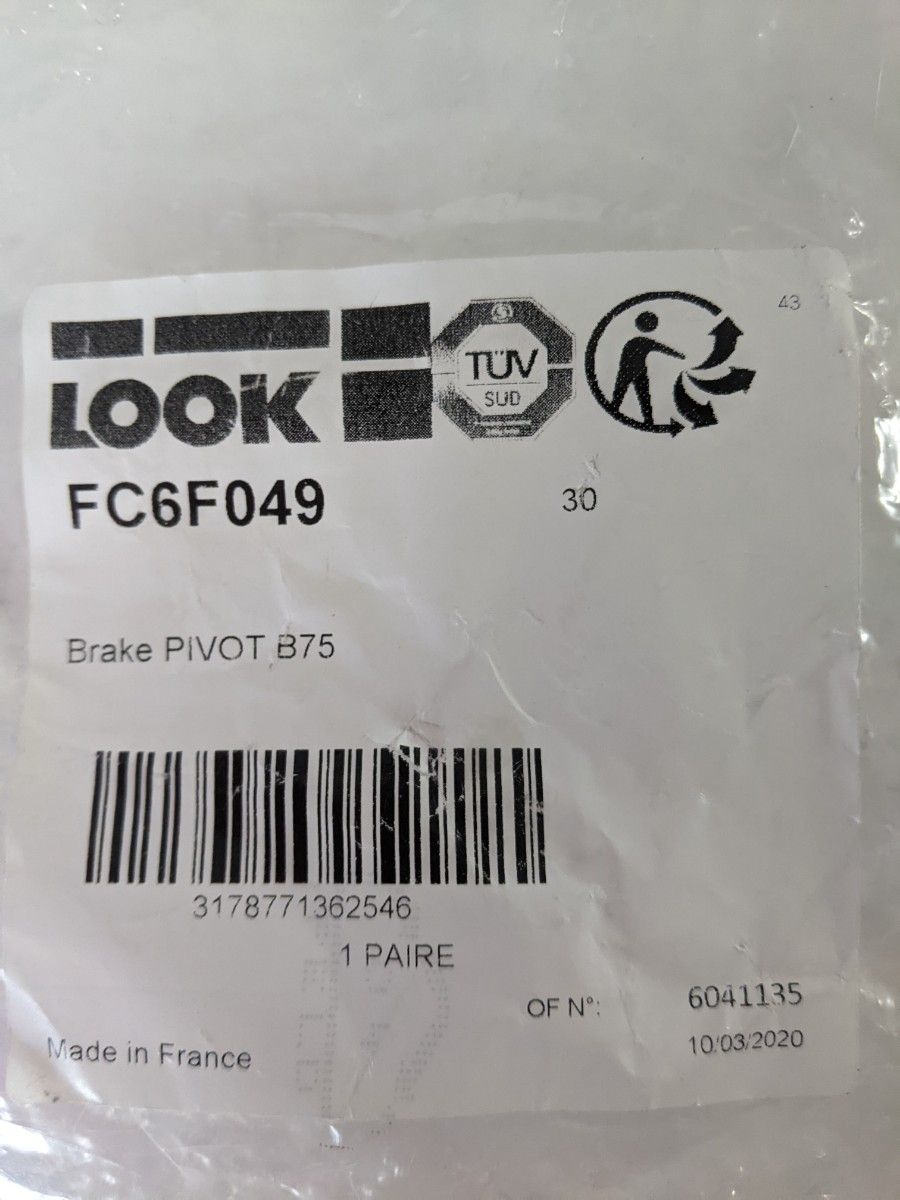 43
LOOK
TÜV
SUD
FC6F049
30
Brake PIVOT B75
3178771362546
1 PAIRE
OF N°:
6041135
10/03/2020
Made in France